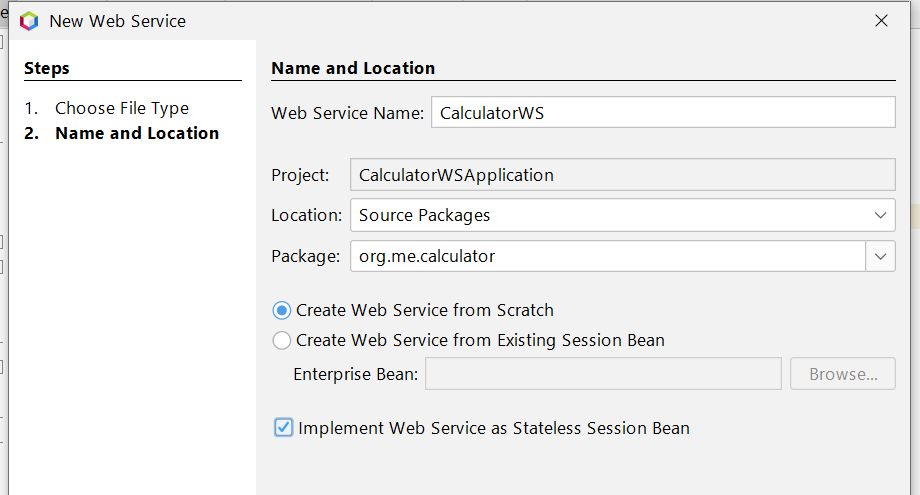 New Web Service
Steps
1. Choose File Type
2. Name and Location
Name and Location
Web Service Name: CalculatorWS
Project: CalculatorWSApplication
Location: Source Packages
Package: org.me.calculator
Create Web Service from Scratch
Create Web Service from Existing Session Bean
Enterprise Bean: Browse...
Implement Web Service as Stateless Session Bean